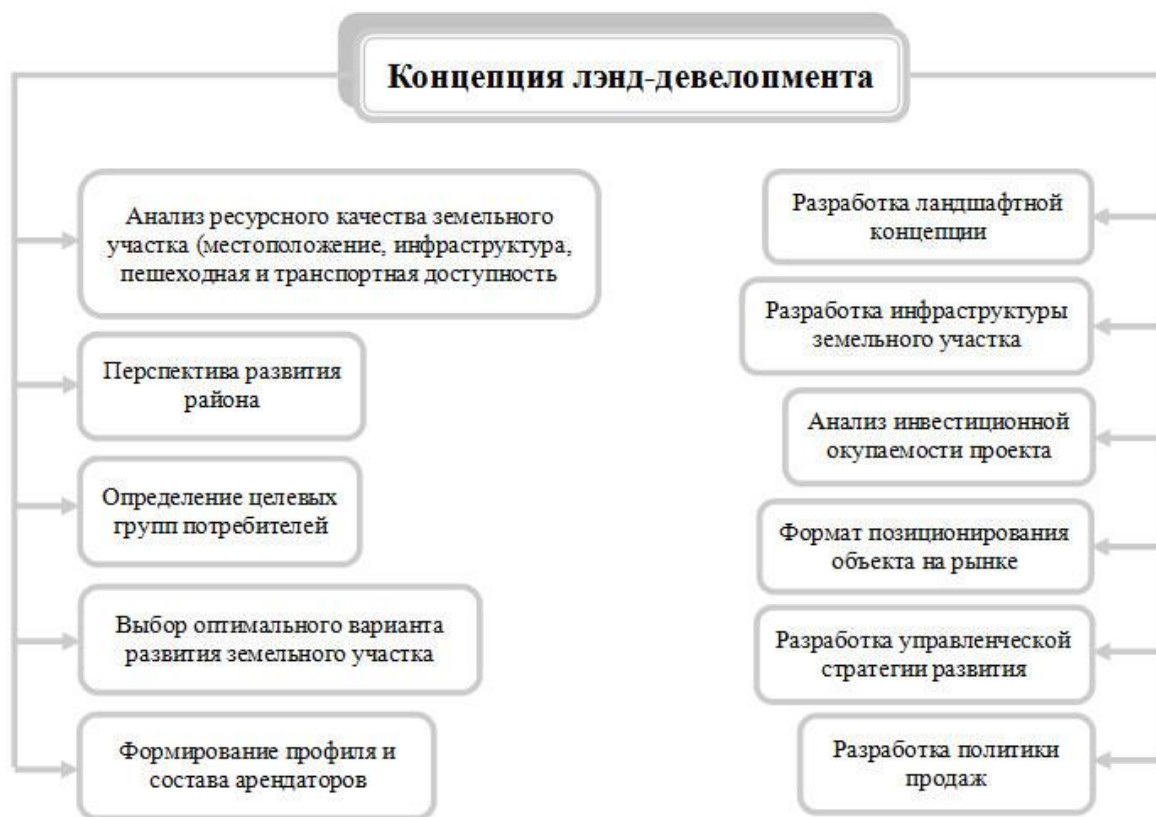 Концепция лэнд-девелопмента
Анализ ресурсного качества земельного
участка (местоположение, инфраструктура,
пешеходная и транспортная доступность
Перспектива развития
района
Определение целевых
групп потребителей
Выбор оптимального варианта
развития земельного участка
Формирование профиля и
состава арендаторов
Разработка ландшафтной
концепции
Разработка инфраструктуры
земельного участка
Анализ инвестиционной
окупаемости проекта
Формат позиционирования
объекта на рынке
Разработка управленческой
стратегии развития
Разработка политики
продаж